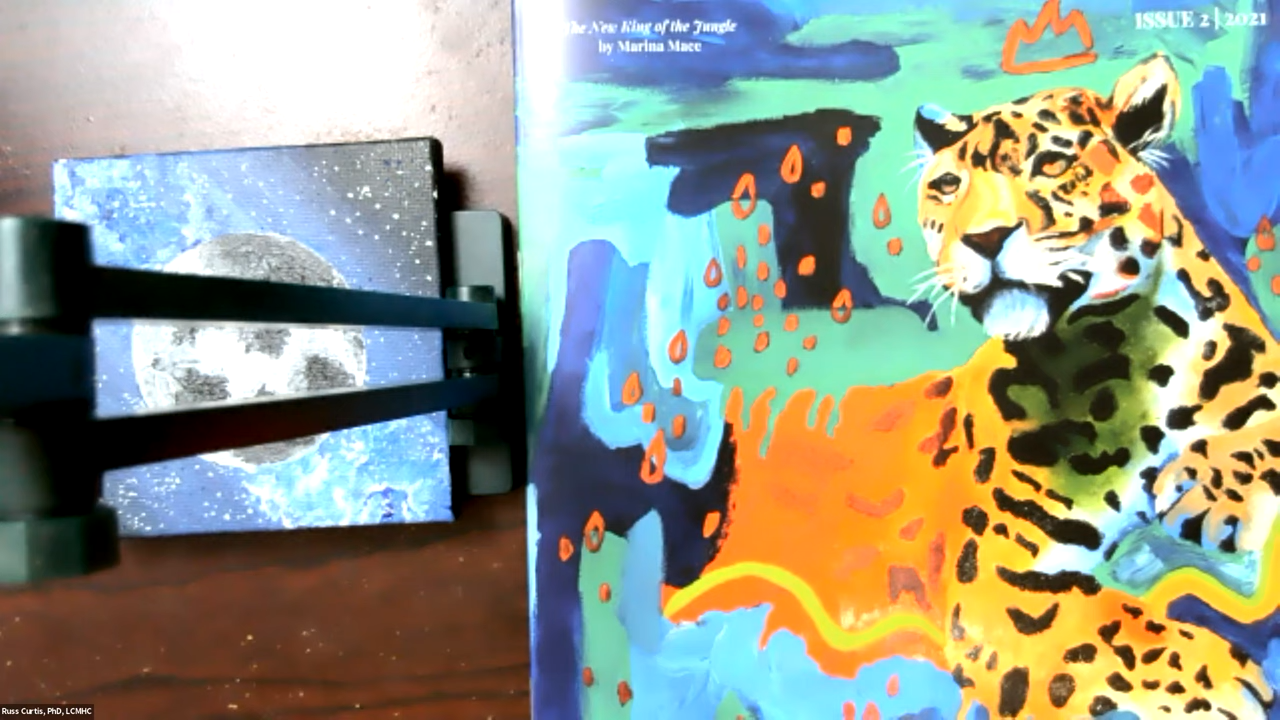 The New King of the Jungle
by Marina Mace
ISSUE 2 | 2021
Russ Curtis, PhD, LCMHC